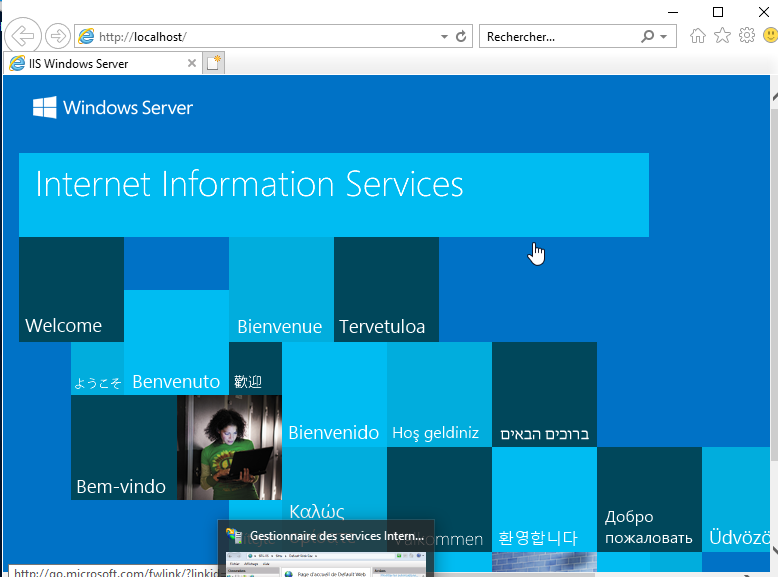 http://localhost/
Rechercher...
IIS Windows Server
Windows Server
Internet Information Services
Welcome
Bienvenue
Tervetuloa
ようこそ
Benvenuto
歡迎
Bienvenido
Hoş geldiniz
ברוכים הבאים
Bem-vindo
Καλώς
환영합니다
Добро
пожаловать
Üdvözö
Gestionnaire des services Intern...
http://go.microsoft.com/fwlink/?linkid